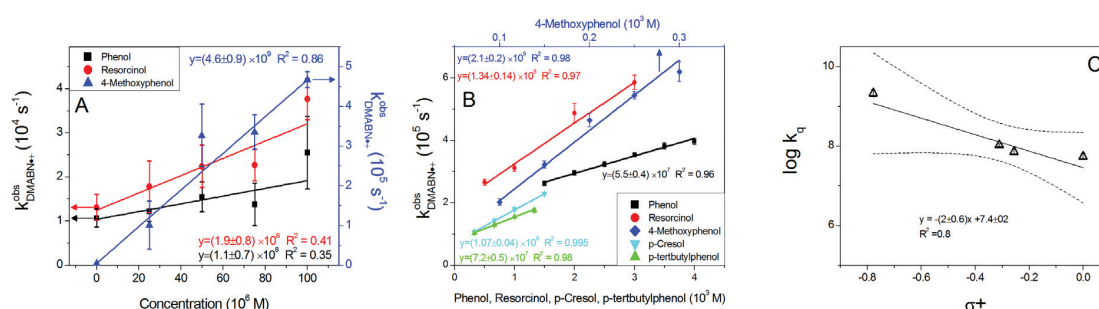 A
Phenol
Resorcinol
4-Methoxyphenol
y=(4.6±0.9) ×10⁹ R² = 0.86
y=(1.9±0.8) ×10⁸ R² = 0.41
y=(1.1±0.7) ×10⁸ R² = 0.35
k^obs_DMABN•+ (10⁴ s⁻¹)
4
3
2
1
0
k^obs_DMABN•+ (10⁵ s⁻¹)
5
4
3
2
1
0
0 20 40 60 80 100
Concentration (10⁶ M)
4-Methoxyphenol (10³ M)
0.1 0.2 0.3
B
y=(2.1±0.2) ×10⁹ R² = 0.98
y=(1.34±0.14) ×10⁸ R² = 0.97
y=(5.5±0.4) ×10⁷ R² = 0.96
Phenol
Resorcinol
4-Methoxyphenol
p-Cresol
p-tertbutylphenol
y=(1.07±0.04) ×10⁸ R² = 0.995
y=(7.2±0.5) ×10⁷ R² = 0.98
k^obs_DMABN•+ (10⁵ s⁻¹)
6
4
2
0
0 1 2 3 4
Phenol, Resorcinol, p-Cresol, p-tertbutylphenol (10³ M)
C
log k_q
10
8
6
y = -(2±0.6)x +7.4±02
R² =0.8
-0.8 -0.6 -0.4 -0.2 0.0
σ+